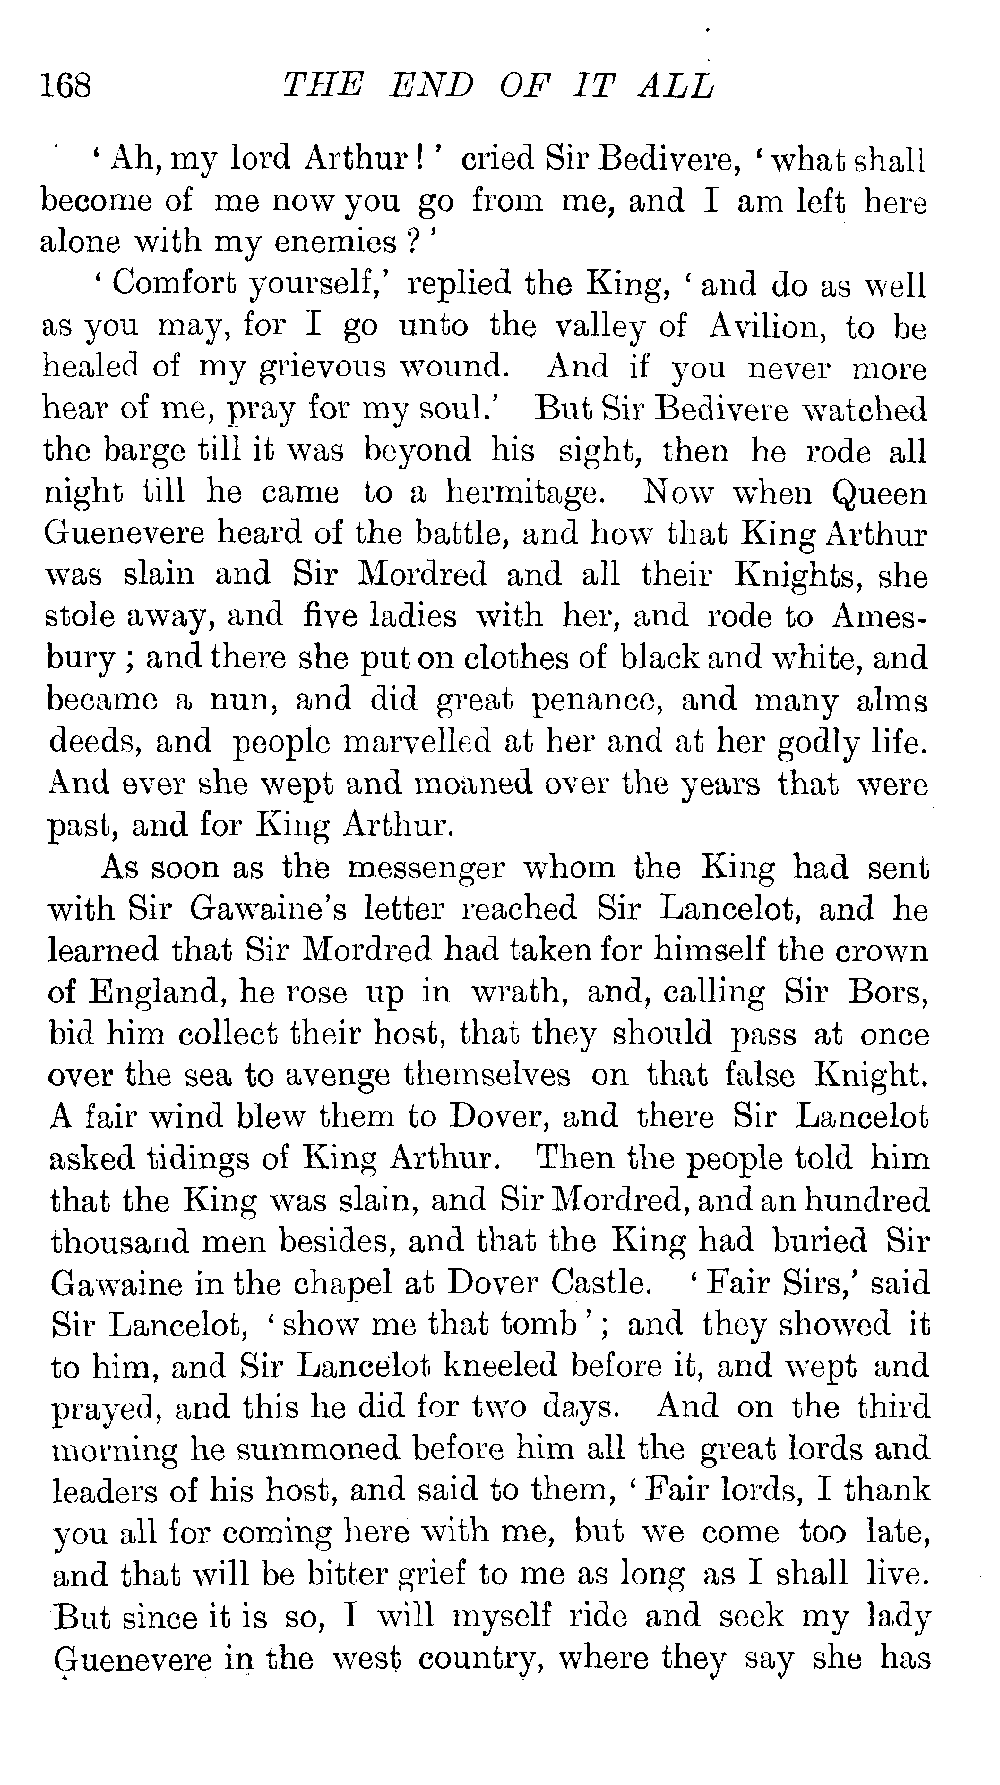 168 THE END OF IT ALL
‘ Ah, my lord Arthur ! ’ cried Sir Bedivere, ‘ what shall
become of me now you go from me, and I am left here
alone with my enemies ? ’
‘ Comfort yourself,’ replied the King, ‘ and do as well
as you may, for I go unto the valley of Avilion, to be
healed of my grievous wound. And if you never more
hear of me, pray for my soul.’ But Sir Bedivere watched
the barge till it was beyond his sight, then he rode all
night till he came to a hermitage. Now when Queen
Guenevere heard of the battle, and how that King Arthur
was slain and Sir Mordred and all their Knights, she
stole away, and five ladies with her, and rode to Ames-
bury ; and there she put on clothes of black and white, and
became a nun, and did great penance, and many alms
deeds, and people marvelled at her and at her godly life.
And ever she wept and moaned over the years that were
past, and for King Arthur.
As soon as the messenger whom the King had sent
with Sir Gawaine’s letter reached Sir Lancelot, and he
learned that Sir Mordred had taken for himself the crown
of England, he rose up in wrath, and, calling Sir Bors,
bid him collect their host, that they should pass at once
over the sea to avenge themselves on that false Knight.
A fair wind blew them to Dover, and there Sir Lancelot
asked tidings of King Arthur. Then the people told him
that the King was slain, and Sir Mordred, and an hundred
thousand men besides, and that the King had buried Sir
Gawaine in the chapel at Dover Castle. ‘ Fair Sirs,’ said
Sir Lancelot, ‘ show me that tomb ’ ; and they showed it
to him, and Sir Lancelot kneeled before it, and wept and
prayed, and this he did for two days. And on the third
morning he summoned before him all the great lords and
leaders of his host, and said to them, ‘ Fair lords, I thank
you all for coming here with me, but we come too late,
and that will be bitter grief to me as long as I shall live.
But since it is so, I will myself ride and seek my lady
Guenevere in the west country, where they say she has